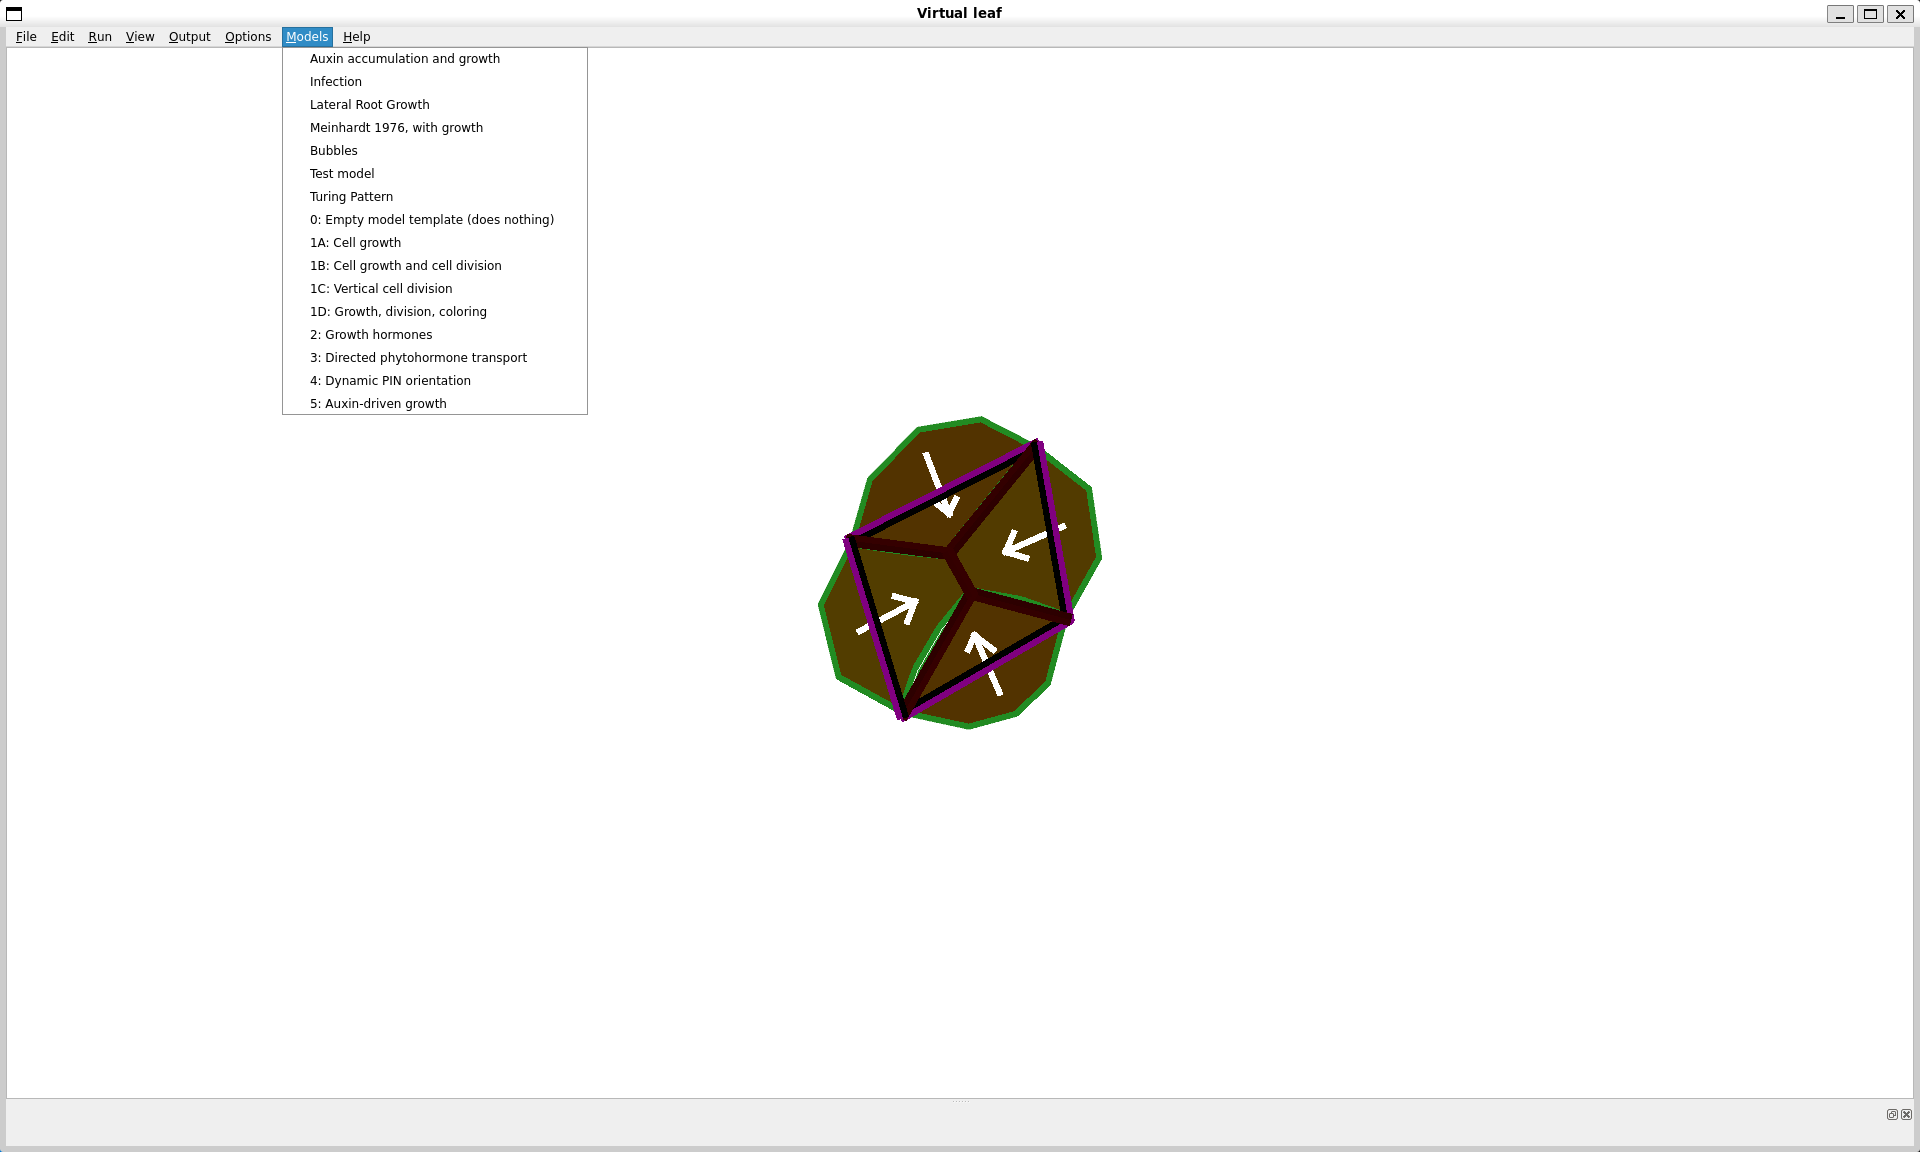 Virtual leaf
File Edit Run View Output Options Models Help
Auxin accumulation and growth
Infection
Lateral Root Growth
Meinhardt 1976, with growth
Bubbles
Test model
Turing Pattern
0: Empty model template (does nothing)
1A: Cell growth
1B: Cell growth and cell division
1C: Vertical cell division
1D: Growth, division, coloring
2: Growth hormones
3: Directed phytohormone transport
4: Dynamic PIN orientation
5: Auxin-driven growth